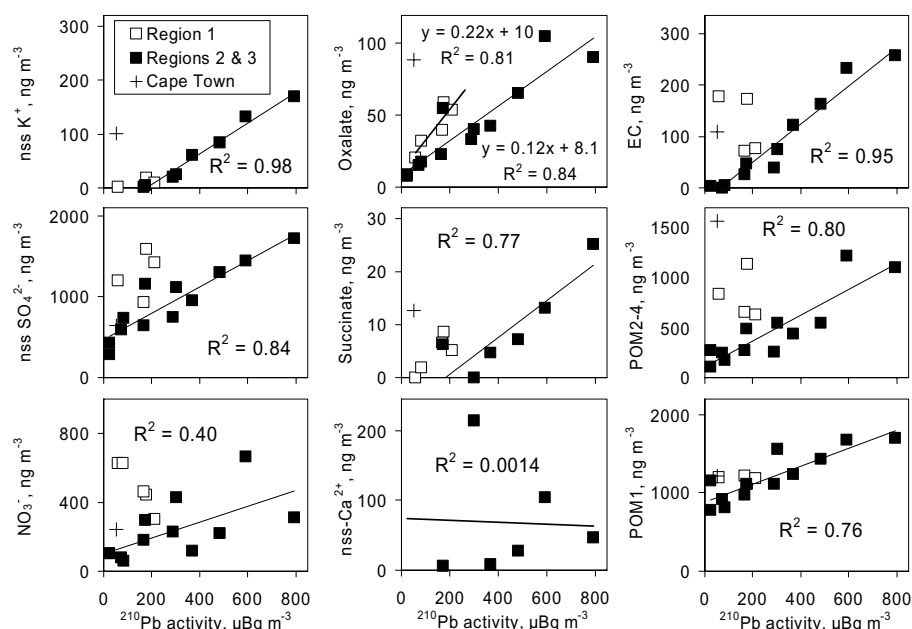 300
200
100
0
nss K⁺, ng m⁻³
Region 1
Regions 2 & 3
Cape Town
R² = 0.98
100
50
0
Oxalate, ng m⁻³
y = 0.22x + 10
R² = 0.81
y = 0.12x + 8.1
R² = 0.84
300
200
100
0
EC, ng m⁻³
R² = 0.95
2000
1000
0
nss SO₄²⁻, ng m⁻³
R² = 0.84
30
20
10
0
Succinate, ng m⁻³
R² = 0.77
1500
1000
500
0
POM2-4, ng m⁻³
R² = 0.80
800
400
0
NO₃⁻, ng m⁻³
R² = 0.40
0 200 400 600 800
²¹⁰Pb activity, µBq m⁻³
200
100
0
nss-Ca²⁺, ng m⁻³
R² = 0.0014
0 200 400 600 800
²¹⁰Pb activity, µBq m⁻³
2000
1000
0
POM1, ng m⁻³
R² = 0.76
0 200 400 600 800
²¹⁰Pb activity, µBq m⁻³